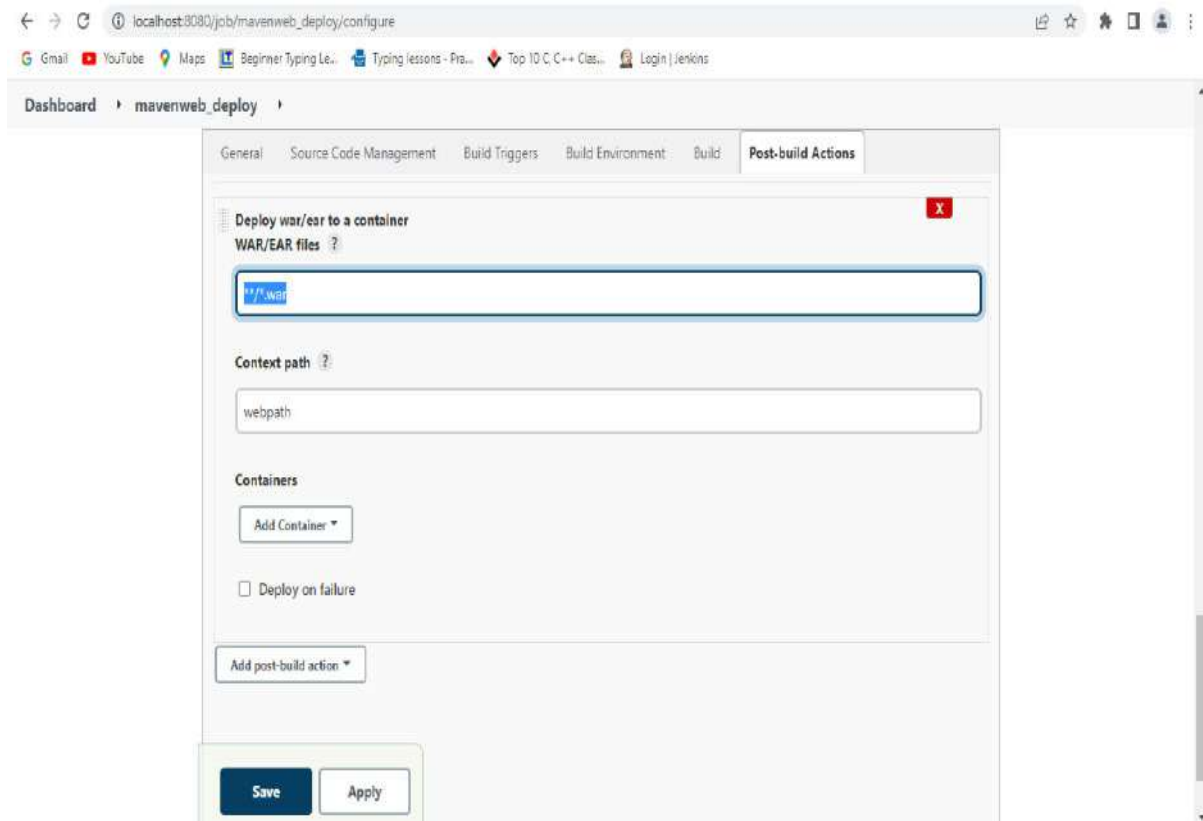 localhost:8080/job/mavenweb_deploy/configure
Gmail YouTube Maps Beginner Typing Le... Typing lessons - Pra... Top 10 C, C++ Clas... Login | Jenkins
Dashboard mavenweb_deploy
General Source Code Management Build Triggers Build Environment Build Post-build Actions
X
Deploy war/ear to a container
WAR/EAR files ?
**/*.war
Context path ?
webpath
Containers
Add Container
Deploy on failure
Add post-build action
Save Apply